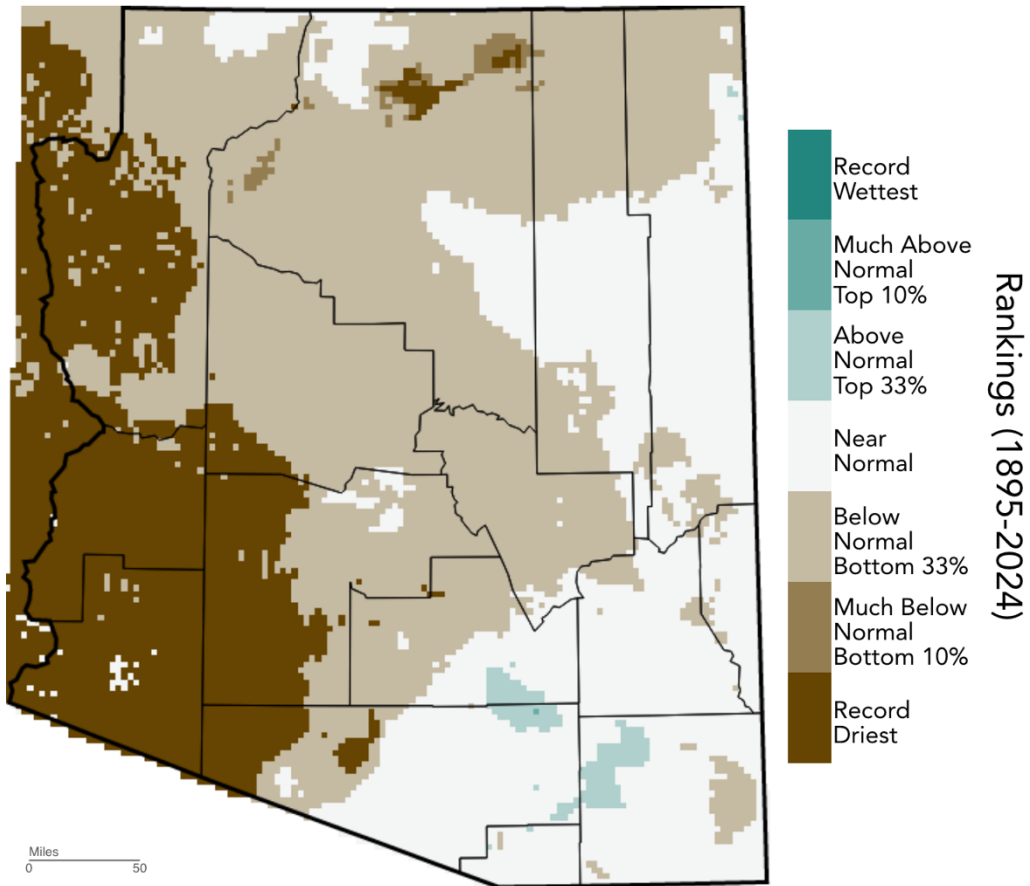 Record
Wettest
Much Above
Normal
Top 10%
Above
Normal
Top 33%
Near
Normal
Below
Normal
Bottom 33%
Much Below
Normal
Bottom 10%
Record
Driest
Rankings (1895-2024)
Miles
0 50